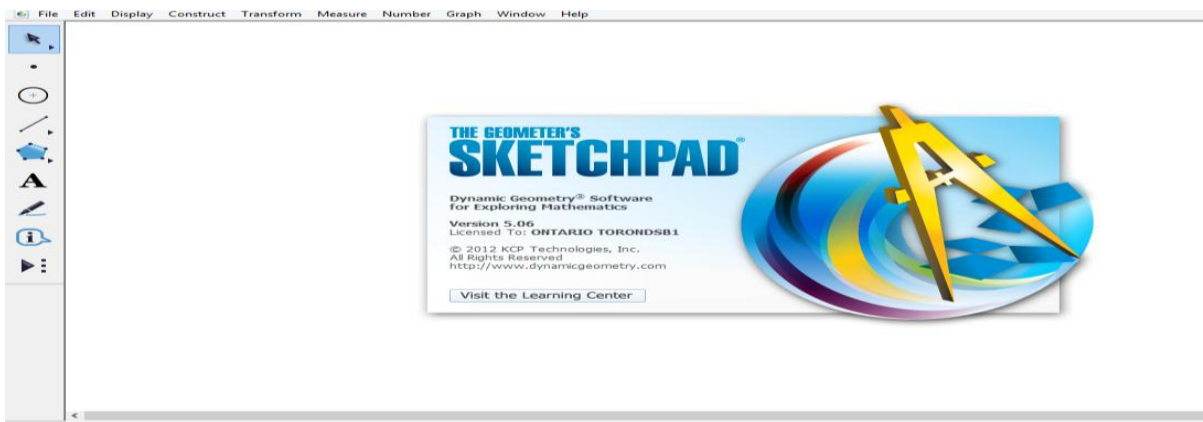 File Edit Display Construct Transform Measure Number Graph Window Help
A
i
THE GEOMETER'S
SKETCHPAD®
Dynamic Geometry® Software
for Exploring Mathematics
Version 5.06
Licensed To: ONTARIO TORONDSB1
© 2012 KCP Technologies, Inc.
All Rights Reserved
http://www.dynamicgeometry.com
Visit the Learning Center